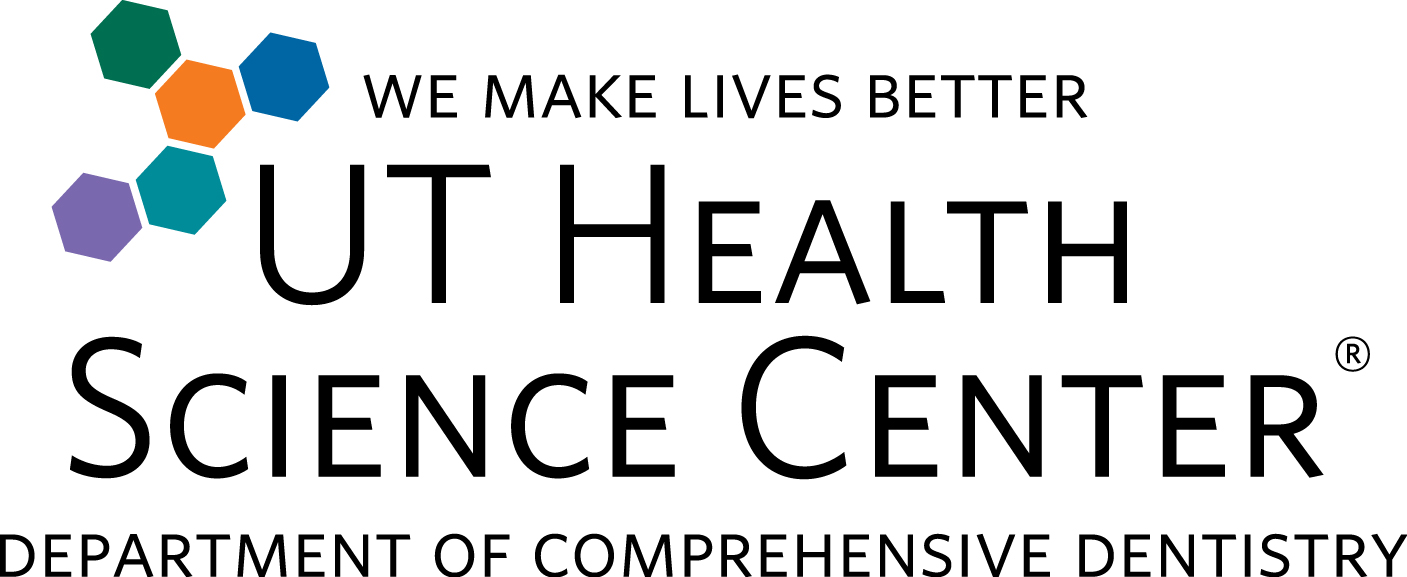 WE MAKE LIVES BETTER
UT HEALTH
SCIENCE CENTER®
DEPARTMENT OF COMPREHENSIVE DENTISTRY